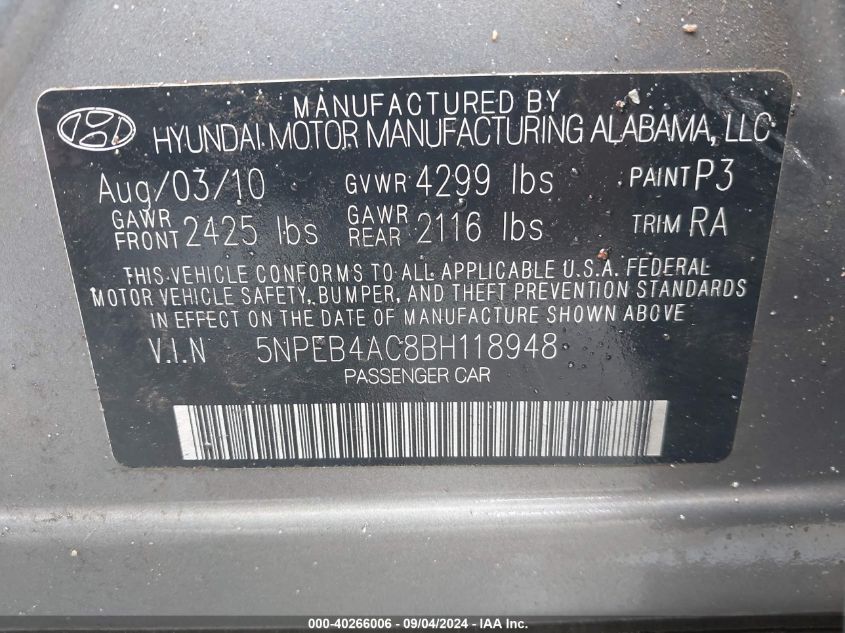 MANUFACTURED BY
HYUNDAI MOTOR MANUFACTURING ALABAMA, LLC
Aug/03/10 GVWR 4299 lbs PAINT P3
GAWR FRONT 2425 lbs GAWR REAR 2116 lbs TRIM RA
THIS VEHICLE CONFORMS TO ALL APPLICABLE U.S.A. FEDERAL
MOTOR VEHICLE SAFETY, BUMPER, AND THEFT PREVENTION STANDARDS
IN EFFECT ON THE DATE OF MANUFACTURE SHOWN ABOVE
V.I.N 5NPEB4AC8BH118948
PASSENGER CAR
000-40266006 - 09/04/2024 - IAA Inc.